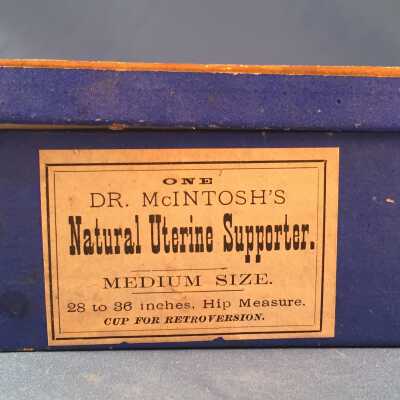 ONE
DR. McINTOSH'S
Natural Uterine Supporter.
MEDIUM SIZE.
28 to 36 inches. Hip Measure.
CUP FOR RETROVERSION.